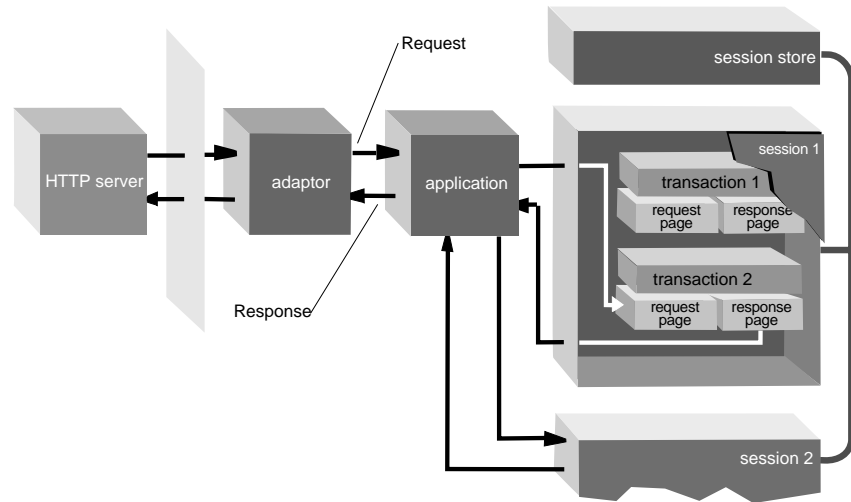 Request
session store
session 1
HTTP server
adaptor
application
transaction 1
request
page
response
page
transaction 2
request
page
response
page
Response
session 2